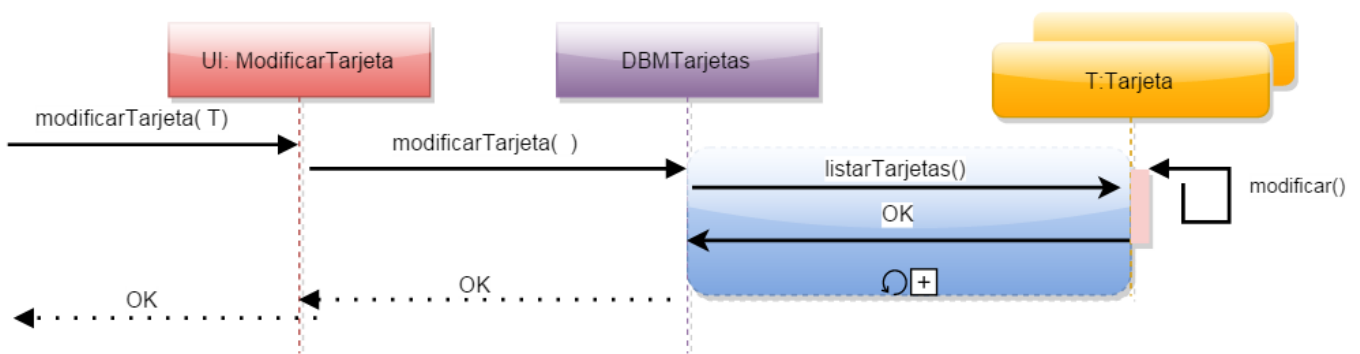 UI: ModificarTarjeta
DBMTarjetas
T:Tarjeta
modificarTarjeta( T)
modificarTarjeta(  )
listarTarjetas()
modificar()
OK
OK
OK